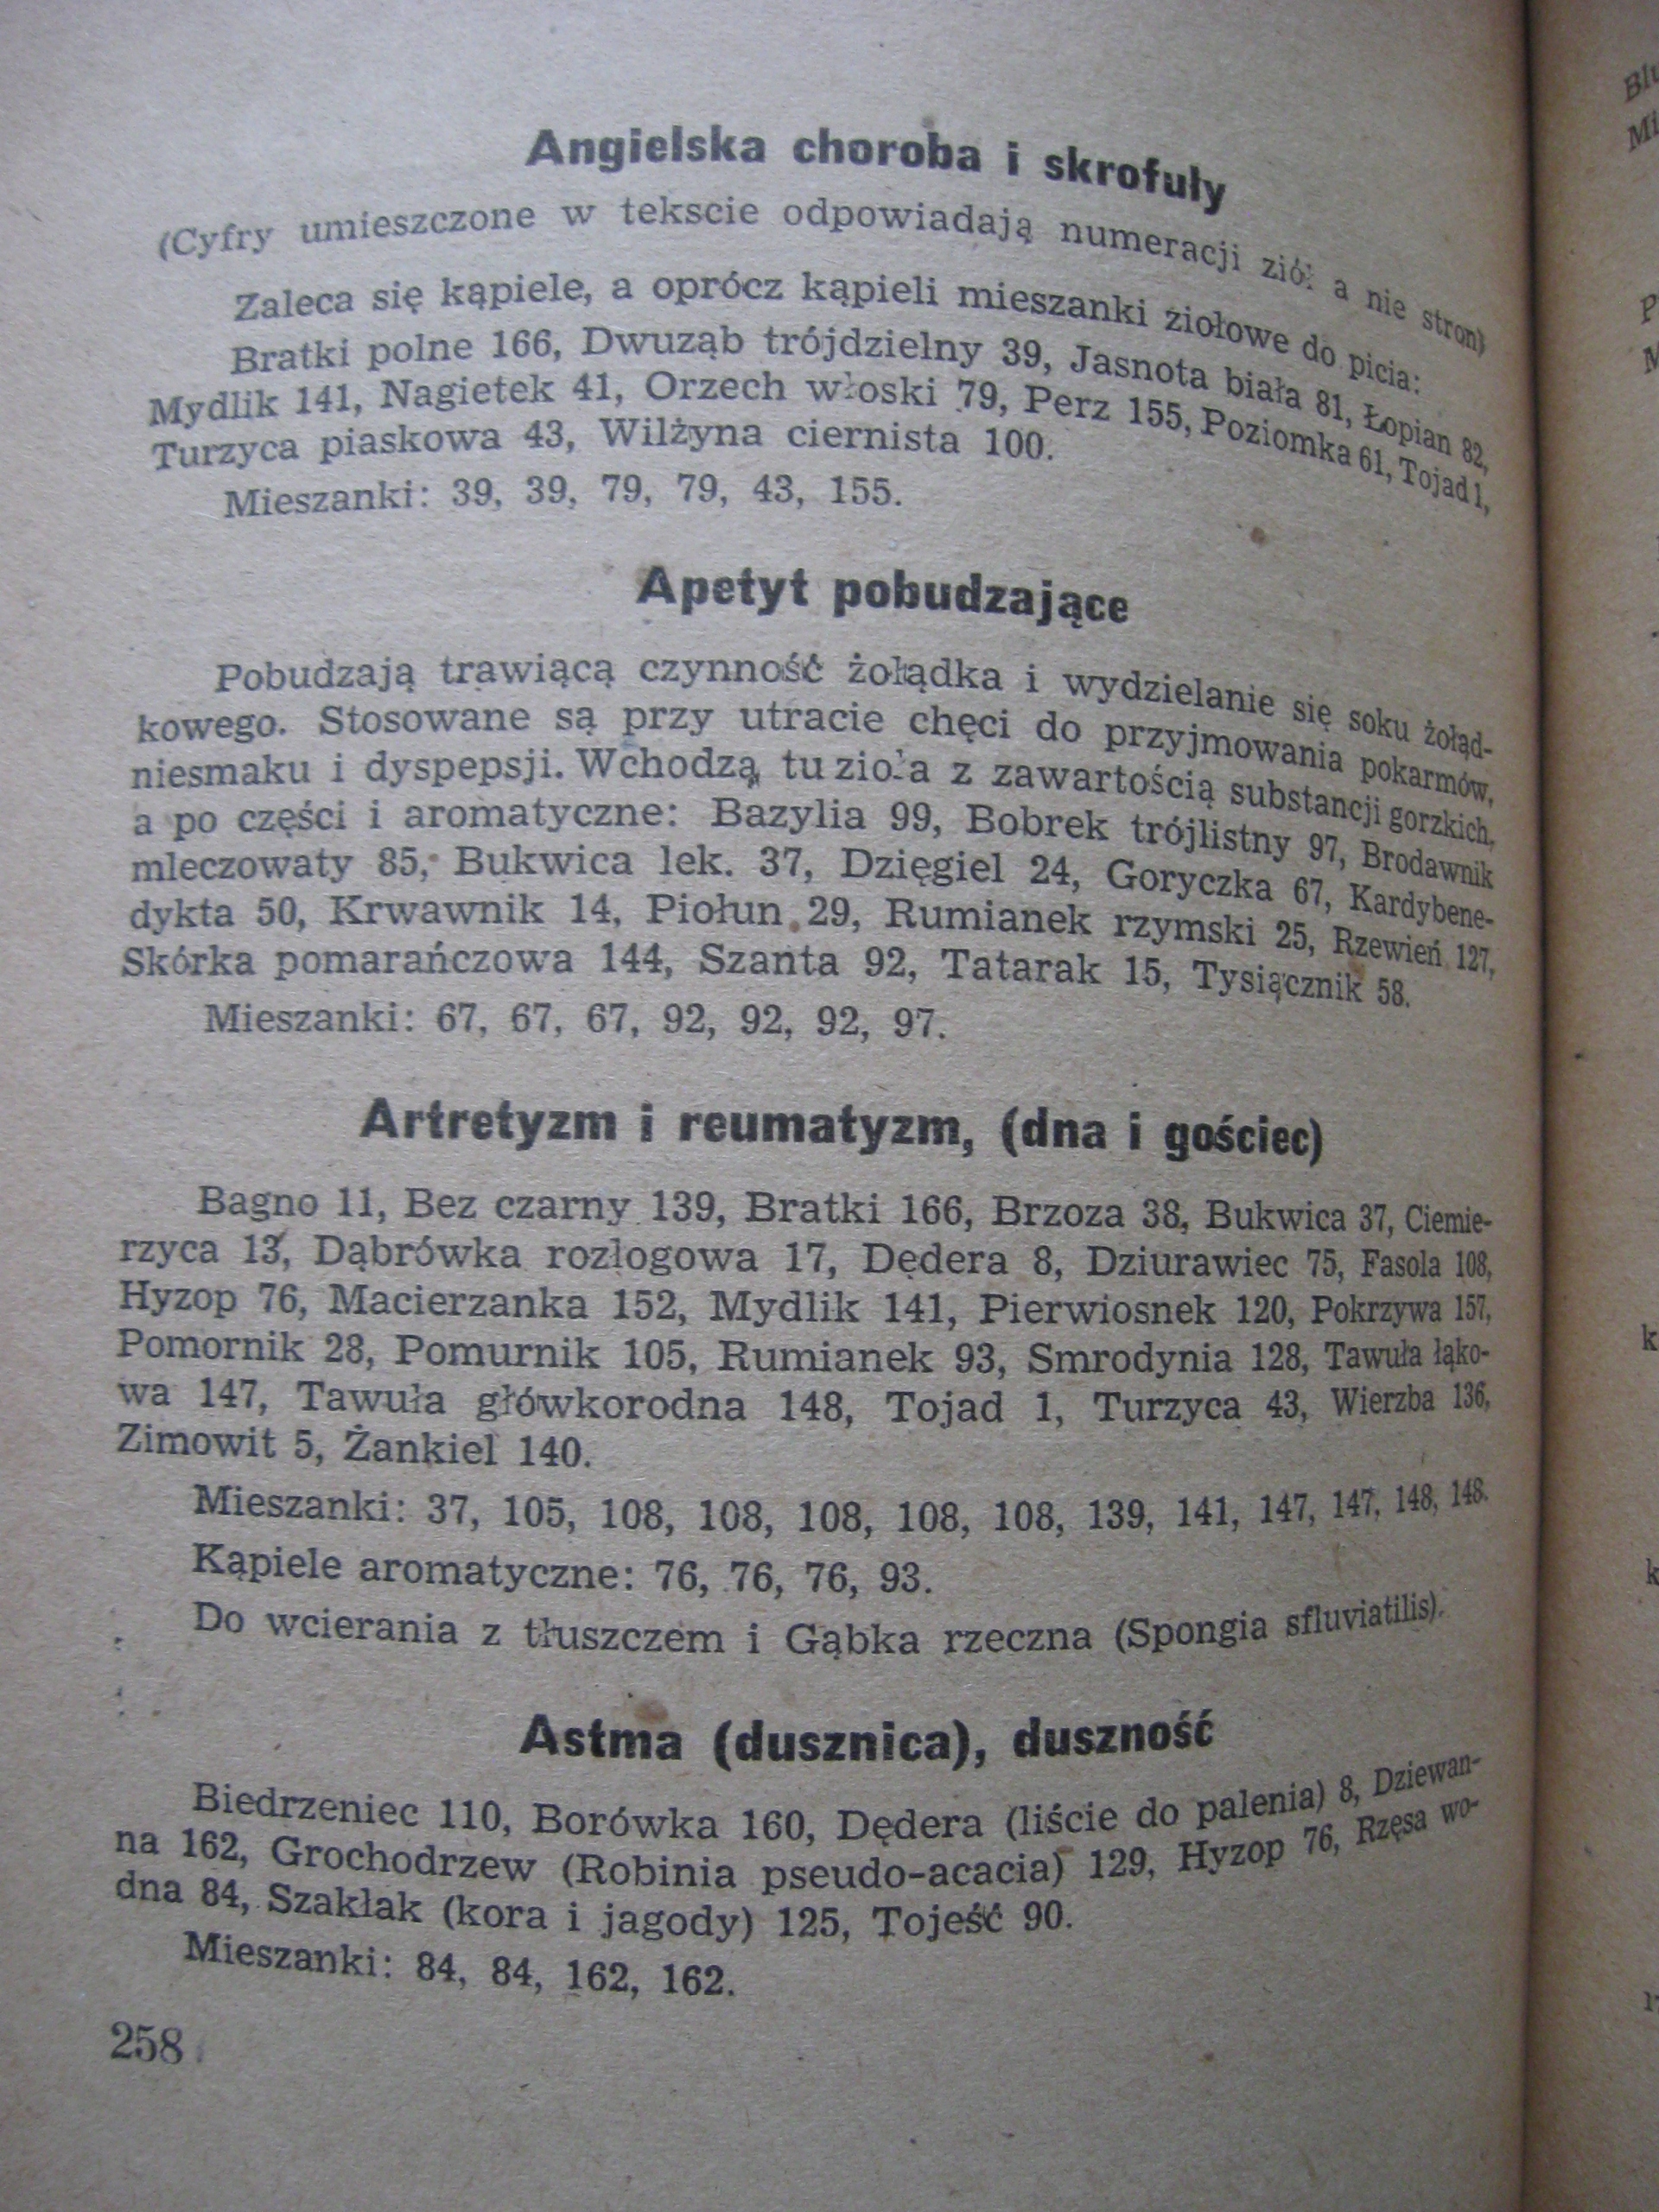 Angielska choroba i skrofuły
(Cyfry umieszczone w tekscie odpowiadają numeracji ziół a nie stron)
Zaleca się kąpiele, a oprócz kąpieli mieszanki ziołowe do picia:
Bratki polne 166, Dwuząb trójdzielny 39, Jasnota biała 81, Łopian 82,
Mydlik 141, Nagietek 41, Orzech włoski 79, Perz 155, Poziomka 61, Tojad 1,
Turzyca piaskowa 43, Wilżyna ciernista 100.
Mieszanki: 39, 39, 79, 79, 43, 155.
Apetyt pobudzające
Pobudzają trawiącą czynność żołądka i wydzielanie się soku żołąd-
kowego. Stosowane są przy utracie chęci do przyjmowania pokarmów,
niesmaku i dyspepsji. Wchodzą tu zioła z zawartością substancji gorzkich,
a po części i aromatyczne: Bazylia 99, Bobrek trójlistny 97, Brodawnik
mleczowaty 85, Bukwica lek. 37, Dzięgiel 24, Goryczka 67, Kardybene-
dykta 50, Krwawnik 14, Piołun 29, Rumianek rzymski 25, Rzewień 127,
Skórka pomarańczowa 144, Szanta 92, Tatarak 15, Tysiącznik 58.
Mieszanki: 67, 67, 67, 92, 92, 92, 97.
Artretyzm i reumatyzm, (dna i gościec)
Bagno 11, Bez czarny 139, Bratki 166, Brzoza 38, Bukwica 37, Ciemie-
rzyca 13, Dąbrówka rozłogowa 17, Dędera 8, Dziurawiec 75, Fasola 108,
Hyzop 76, Macierzanka 152, Mydlik 141, Pierwiosnek 120, Pokrzywa 157,
Pomornik 28, Pomurnik 105, Rumianek 93, Smrodynia 128, Tawuła łąko-
wa 147, Tawuła główkorodna 148, Tojad 1, Turzyca 43, Wierzba 136,
Zimowit 5, Żankiel 140.
Mieszanki: 37, 105, 108, 108, 108, 108, 108, 139, 141, 147, 147, 148, 148.
Kąpiele aromatyczne: 76, 76, 76, 93.
Do wcierania z tłuszczem i Gąbka rzeczna (Spongia sfluviatilis).
Astma (dusznica), duszność
Biedrzeniec 110, Borówka 160, Dędera (liście do palenia) 8, Dziewan-
na 162, Grochodrzew (Robinia pseudo-acacia) 129, Hyzop 76, Rzęsa wo-
dna 84, Szakłak (kora i jagody) 125, Tojeść 90.
Mieszanki: 84, 84, 162, 162.
258